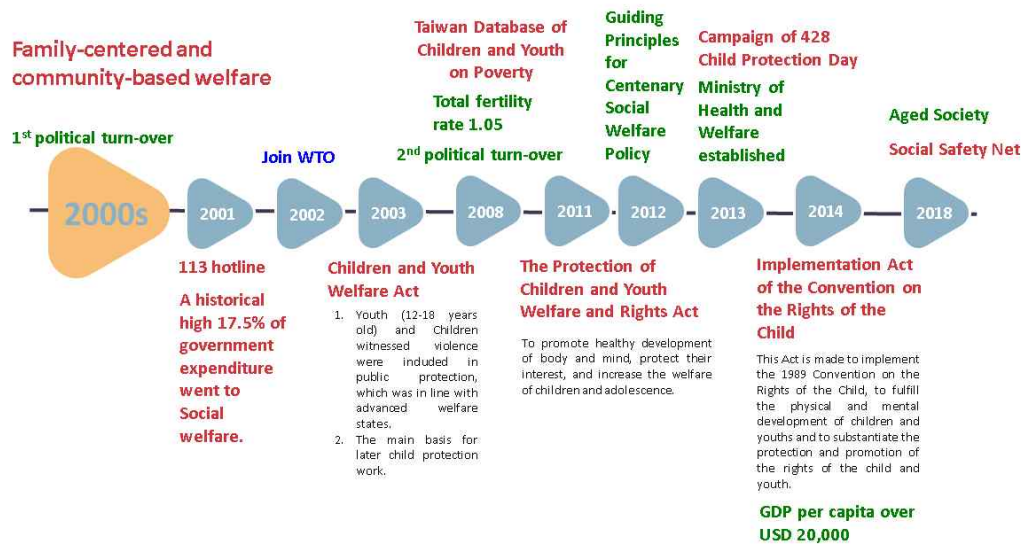 Family-centered and
community-based welfare
1st political turn-over
Join WTO
Taiwan Database of
Children and Youth
on Poverty
Total fertility
rate 1.05
2nd political turn-over
Guiding
Principles
for
Centenary
Social
Welfare
Policy
Campaign of 428
Child Protection Day
Ministry of
Health and
Welfare
established
Aged Society
Social Safety Net
2000s
2001
2002
2003
2008
2011
2012
2013
2014
2018
113 hotline
A historical
high 17.5% of
government
expenditure
went to
Social
welfare.
Children and Youth
Welfare Act
1. Youth (12-18 years
old) and Children
witnessed violence
were included in
public protection,
which was in line with
advanced welfare
states.
2. The main basis for
later child protection
work.
The Protection of
Children and Youth
Welfare and Rights Act
To promote healthy development
of body and mind, protect their
interest, and increase the welfare
of children and adolescence.
Implementation Act
of the Convention on
the Rights of the
Child
This Act is made to implement
the 1989 Convention on the
Rights of the Child, to fulfill
the physical and mental
development of children and
youths and to substantiate the
protection and promotion of
the rights of the child and
youth.
GDP per capita over
USD 20,000